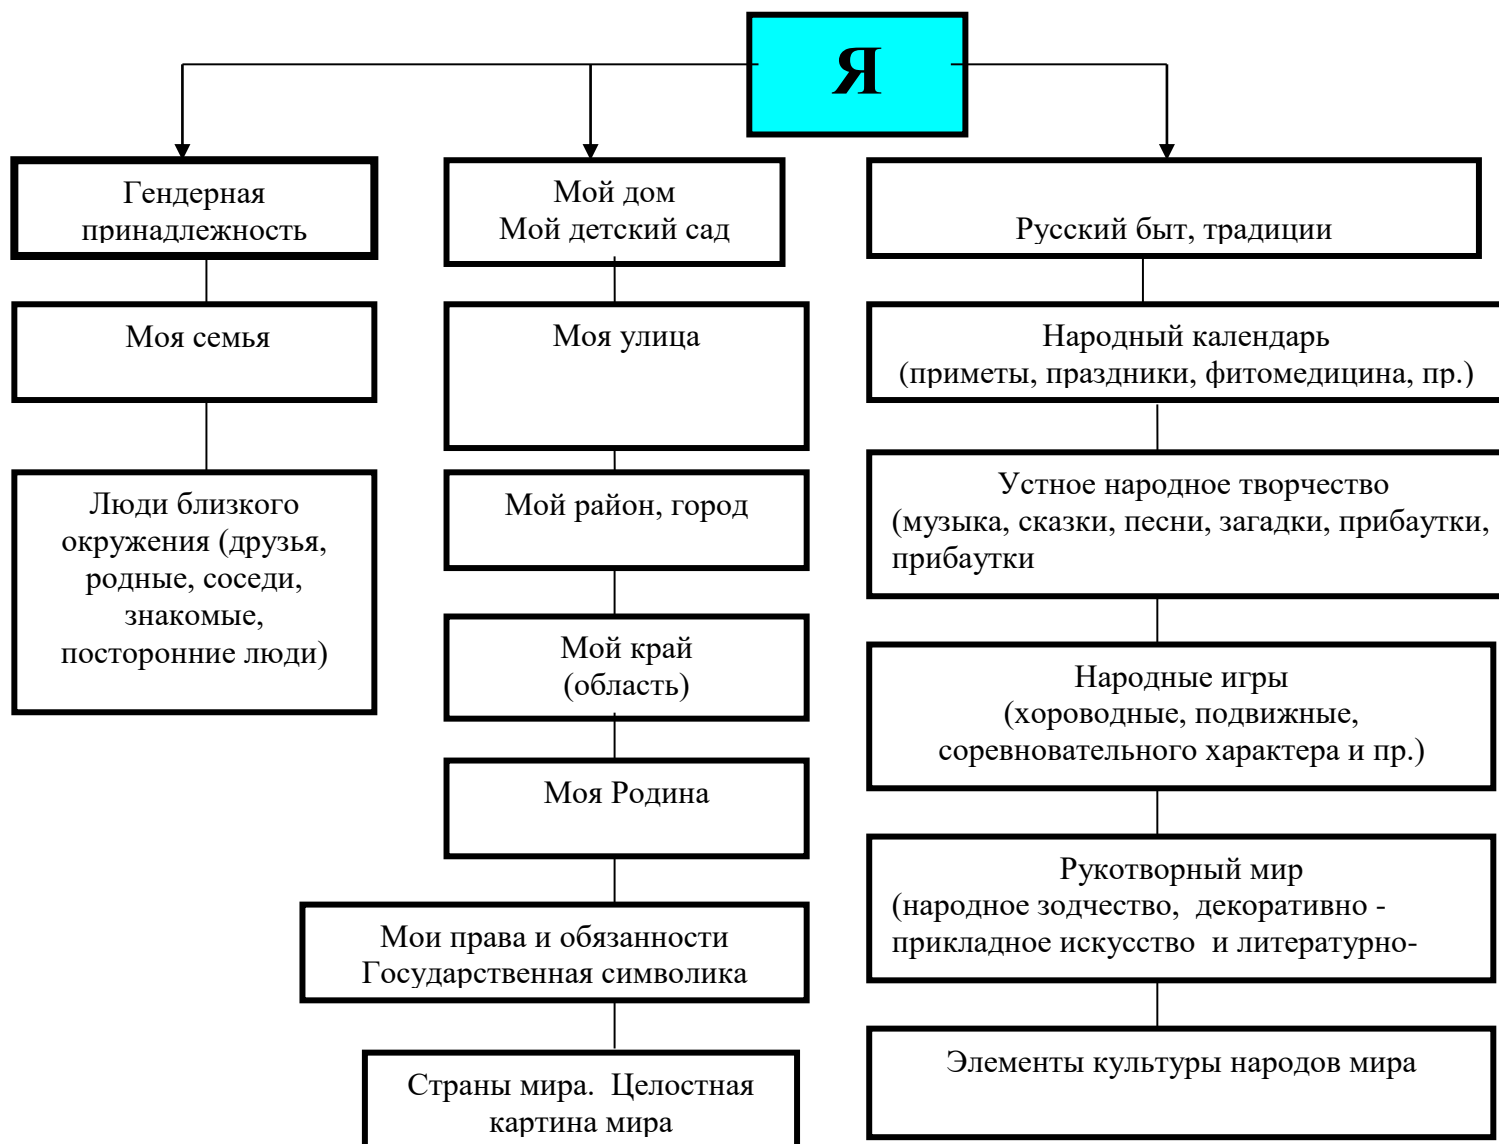 Я
Гендерная
принадлежность
Моя семья
Люди близкого
окружения (друзья,
родные, соседи,
знакомые,
посторонние люди)
Мой дом
Мой детский сад
Моя улица
Мой район, город
Мой край
(область)
Моя Родина
Мои права и обязанности
Государственная символика
Страны мира.  Целостная
картина мира
Русский быт, традиции
Народный календарь
(приметы, праздники, фитомедицина, пр.)
Устное народное творчество
(музыка, сказки, песни, загадки, прибаутки,
прибаутки
Народные игры
(хороводные, подвижные,
соревновательного характера и пр.)
Рукотворный мир
(народное зодчество,  декоративно -
прикладное искусство  и литературно-
Элементы культуры народов мира